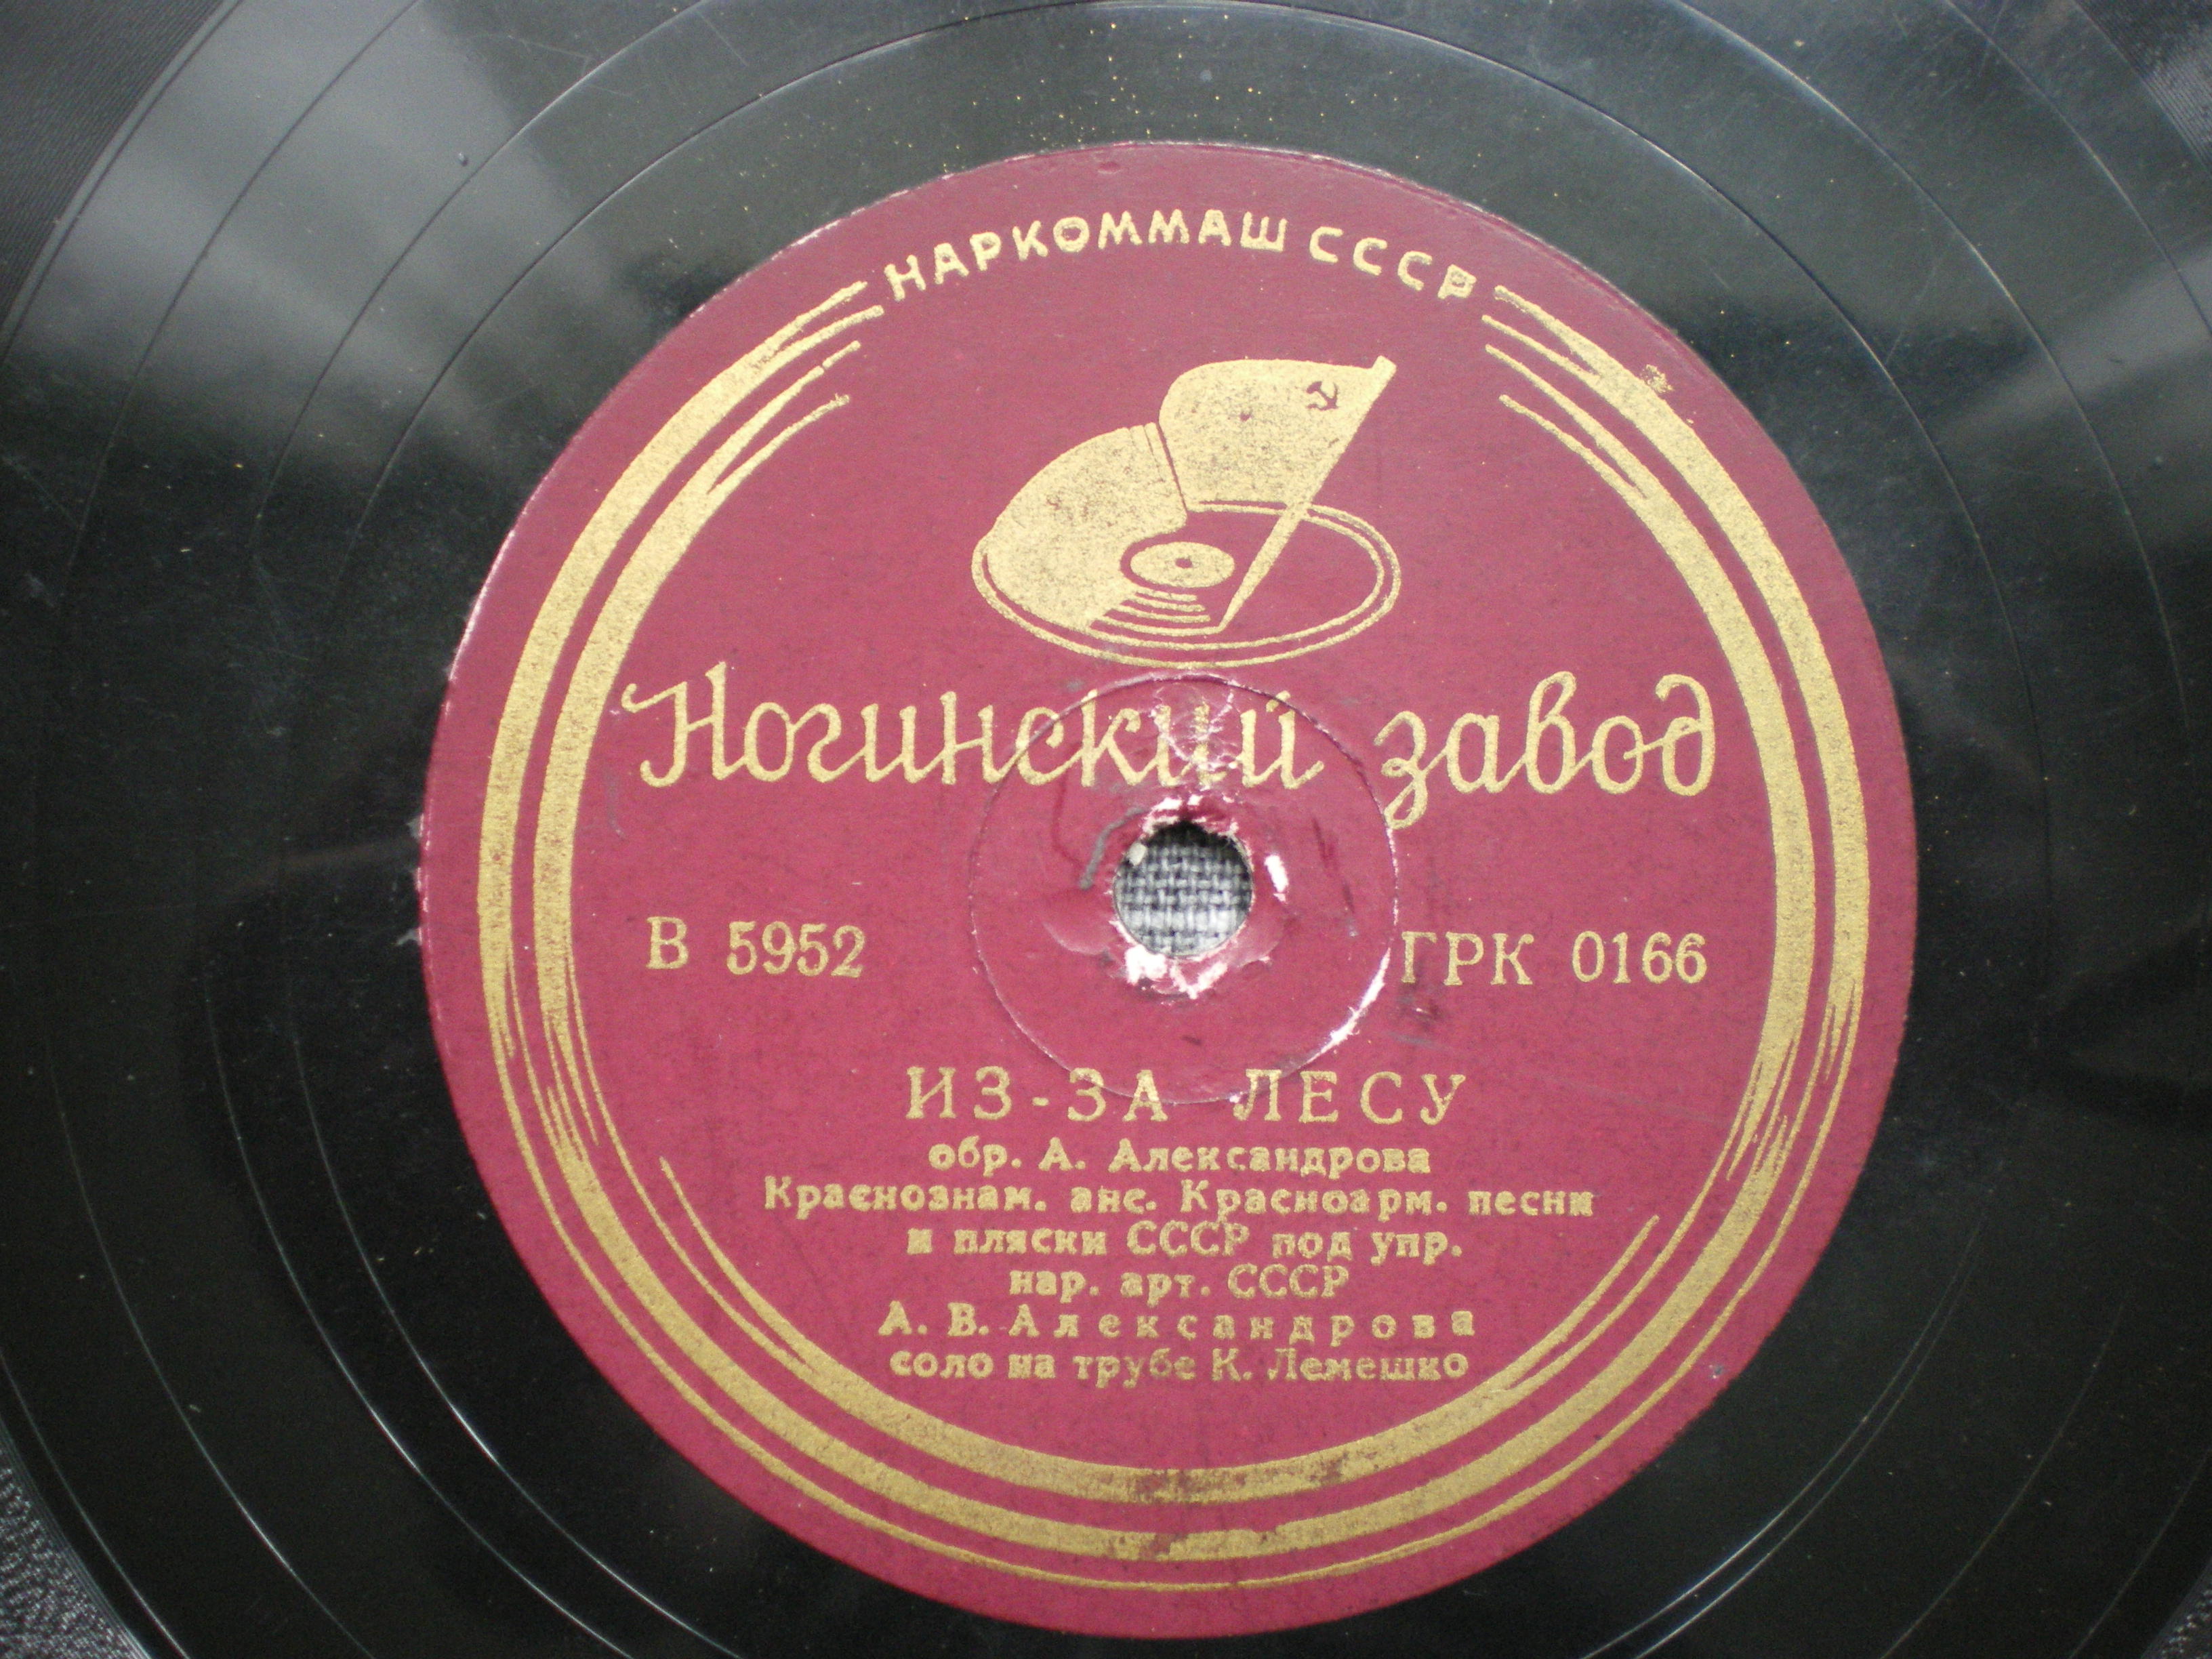 НАРКОММАШ СССР
Ногинский завод
В 5952
ГРК 0166
ИЗ-ЗА ЛЕСУ
обр. А. Александрова
Краснознам. анс. Красноарм. песни
и пляски СССР под упр.
нар. арт. СССР
А. В. Александрова
соло на трубе К. Лемешко